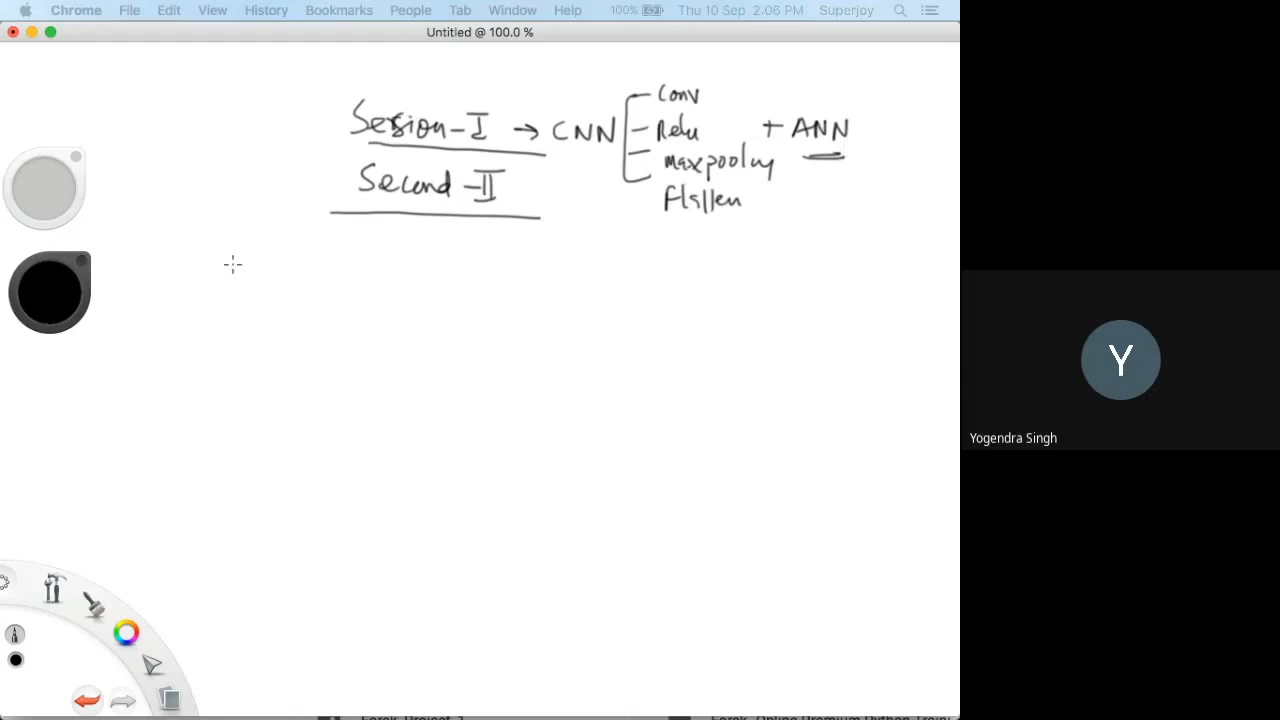 Chrome File Edit View History Bookmarks People Tab Window Help 100% Thu 10 Sep 2:06 PM Superjoy
Untitled @ 100.0 %
Session-I → CNN
Conv
Relu
maxpooling
Flatten
+ ANN
Second-II
Y
Yogendra Singh